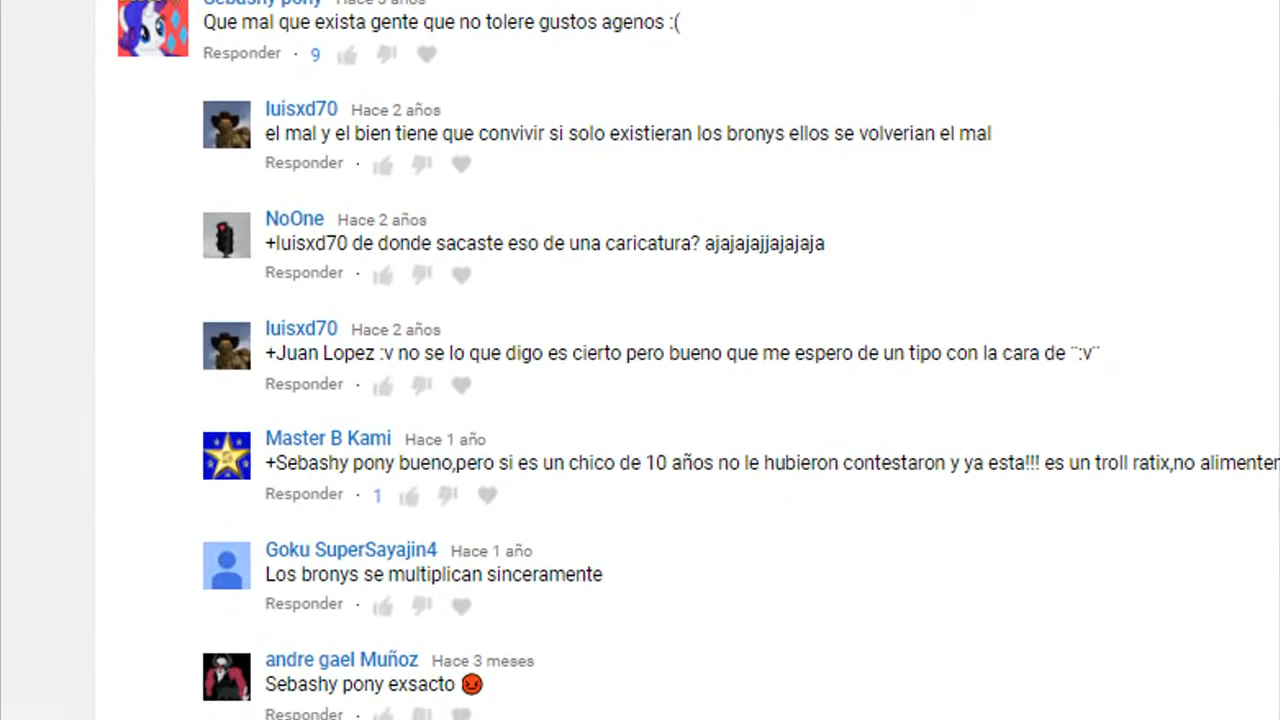 Sebashy pony Hace 3 años
Que mal que exista gente que no tolere gustos agenos :(
Responder · 9
luisxd70 Hace 2 años
el mal y el bien tiene que convivir si solo existieran los bronys ellos se volverian el mal
Responder ·
NoOne Hace 2 años
+luisxd70 de donde sacaste eso de una caricatura? ajajajajjajajaja
Responder ·
luisxd70 Hace 2 años
+Juan Lopez :v no se lo que digo es cierto pero bueno que me espero de un tipo con la cara de ¨:v¨
Responder ·
Master B Kami Hace 1 año
+Sebashy pony bueno,pero si es un chico de 10 años no le hubieron contestaron y ya esta!!! es un troll ratix,no alimenten
Responder · 1
Goku SuperSayajin4 Hace 1 año
Los bronys se multiplican sinceramente
Responder ·
andre gael Muñoz Hace 3 meses
Sebashy pony exsacto 😡
Responder ·